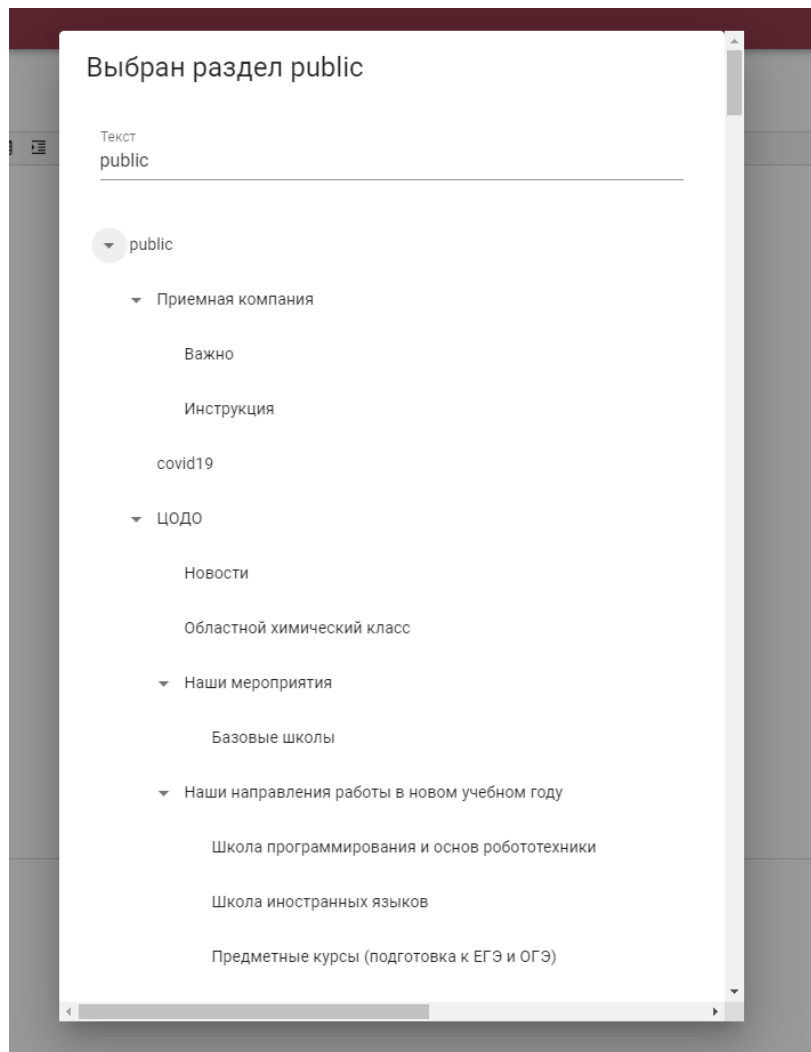 Выбран раздел public
Текст
public
public
Приемная компания
Важно
Инструкция
covid19
ЦОДО
Новости
Областной химический класс
Наши мероприятия
Базовые школы
Наши направления работы в новом учебном году
Школа программирования и основ робототехники
Школа иностранных языков
Предметные курсы (подготовка к ЕГЭ и ОГЭ)